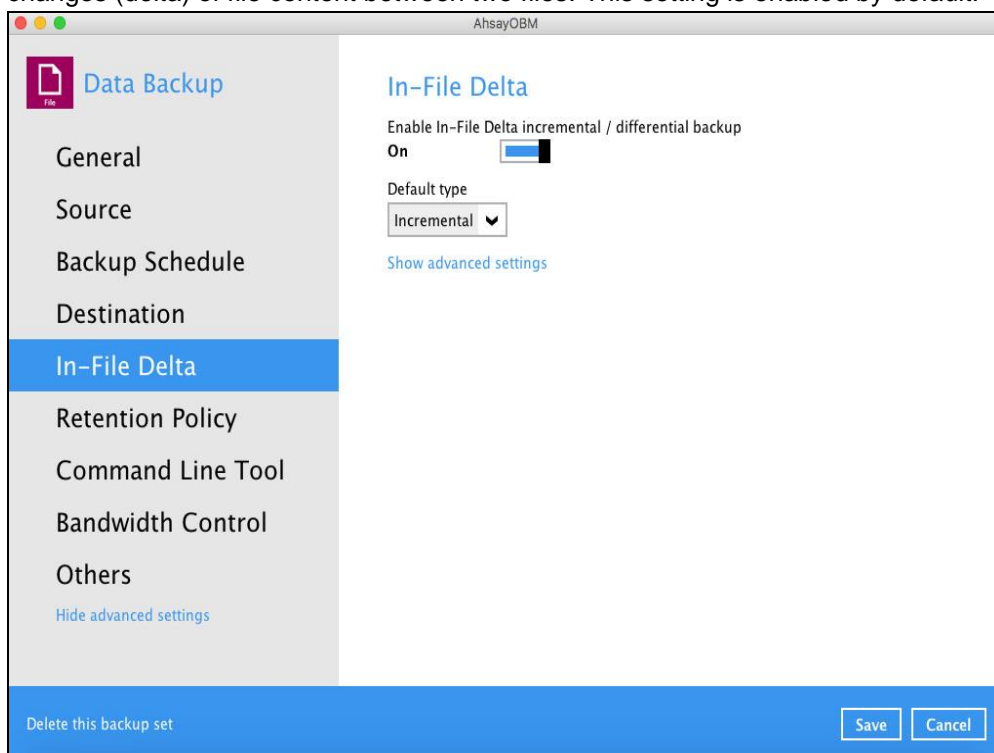 changes (delta) of file content between two files. This setting is enabled by default.
AhsayOBM
File
Data Backup
General
Source
Backup Schedule
Destination
In-File Delta
Retention Policy
Command Line Tool
Bandwidth Control
Others
Hide advanced settings
In-File Delta
Enable In-File Delta incremental / differential backup
On
Default type
Incremental
Show advanced settings
Delete this backup set
Save
Cancel